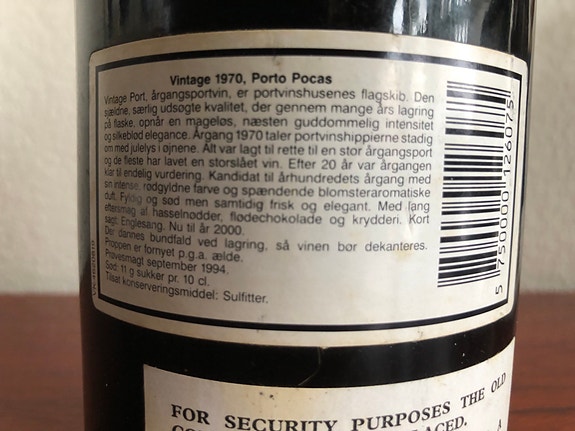 Vintage 1970, Porto Pocas
Vintage Port, årgangsportvin, er portvinshusenes flagskib. Den
sjældne, særlig udsøgte kvalitet, der gennem mange års lagring
på flaske, opnår en mageløs, næsten guddommelig intensitet
og silkeblød elegance. Årgang 1970 taler portvinshippierne stadig
om med julelys i øjnene. Alt var lagt til rette til en stor årgangsport
og de fleste har lavet en storslået vin. Efter 20 år var årgangen
klar til endelig vurdering. Kandidat til århundredets årgang med
sin intense, rødgyldne farve og spændende blomsteraromatiske
duft. Fyldig og sød men samtidig frisk og elegant. Med lang
eftersmag af hasselnødder, flødechokolade og krydderi. Kort
sagt: Englesang. Nu til år 2000.
Der dannes bundfald ved lagring, så vinen bør dekanteres.
Proppen er fornyet p.g.a. ælde.
Prøvesmagt september 1994.
Sød: 11 g sukker pr. 10 cl.
Tilsat konserveringsmiddel: Sulfitter.
5 750000 126075
FOR SECURITY PURPOSES THE OLD